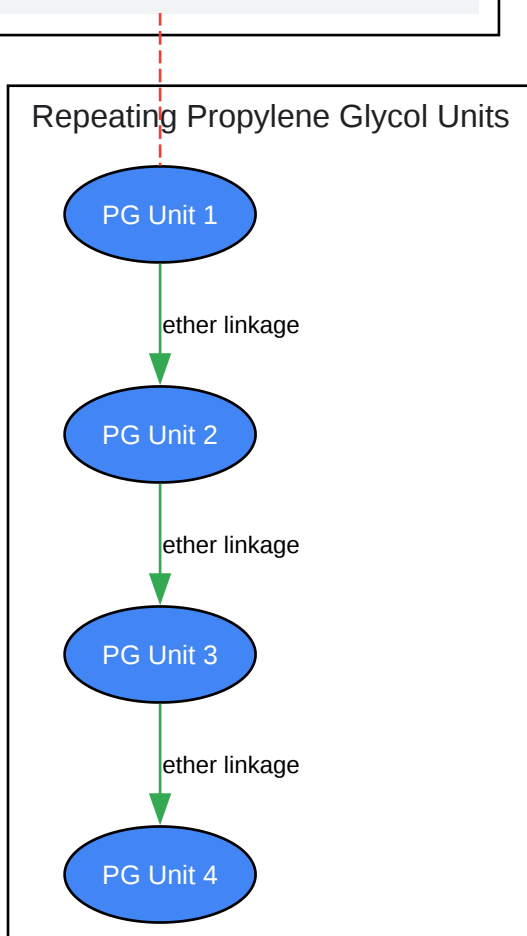 Repeating Propylene Glycol Units
PG Unit 1
ether linkage
PG Unit 2
ether linkage
PG Unit 3
ether linkage
PG Unit 4